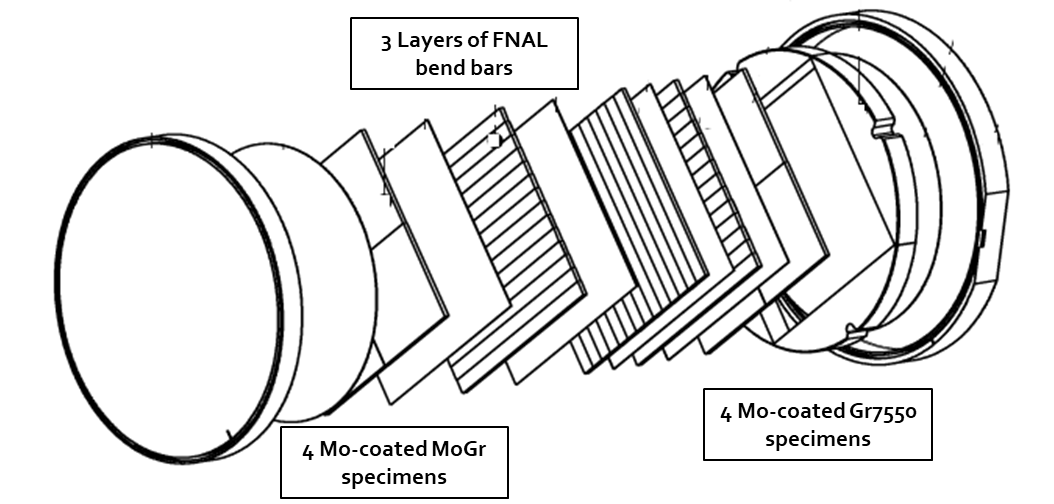 3 Layers of FNAL
bend bars
4 Mo-coated MoGr
specimens
4 Mo-coated Gr7550
specimens